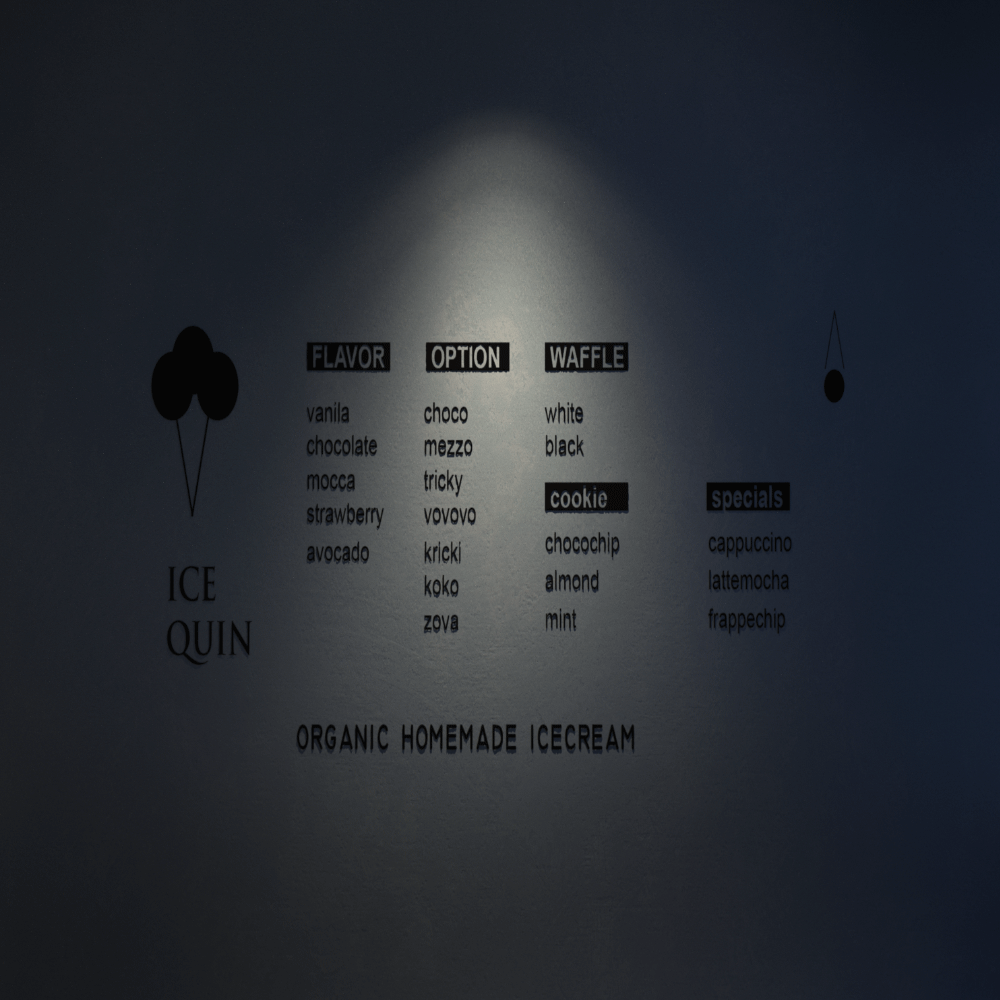 ICE
QUIN
FLAVOR
vanila
chocolate
mocca
strawberry
avocado
OPTION
choco
mezzo
tricky
vovovo
kricki
koko
zova
WAFFLE
white
black
cookie
chocochip
almond
mint
specials
cappuccino
lattemocha
frappechip
ORGANIC HOMEMADE ICECREAM